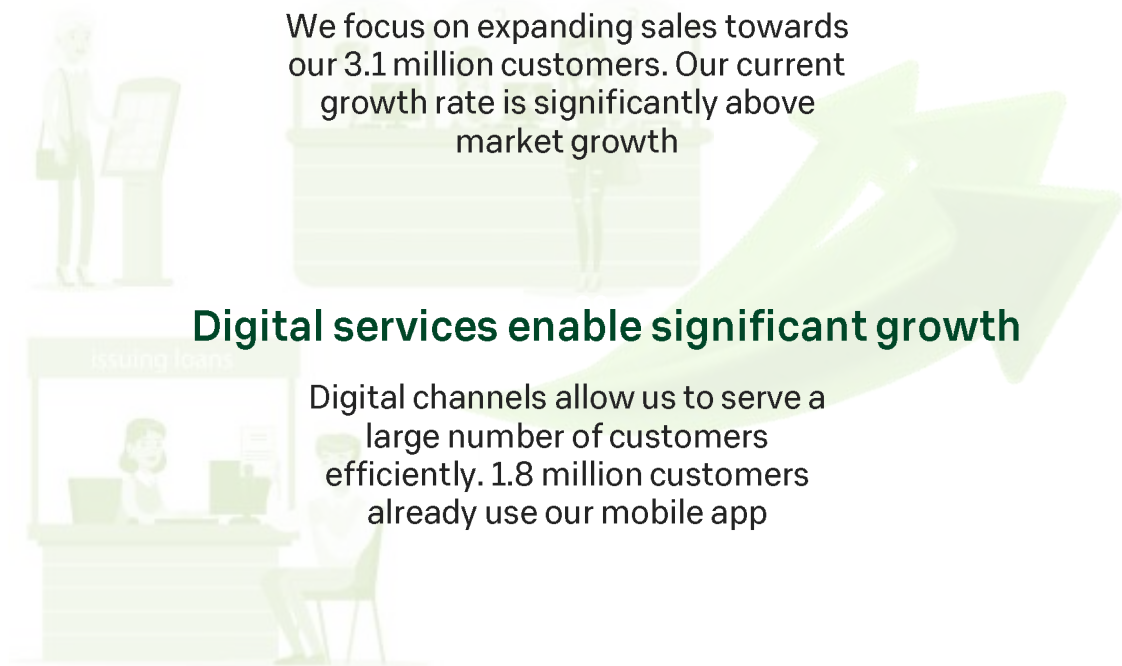 We focus on expanding sales towards
our 3.1 million customers. Our current
growth rate is significantly above
market growth
Digital services enable significant growth
issuing loans
Digital channels allow us to serve a
large number of customers
efficiently. 1.8 million customers
already use our mobile app